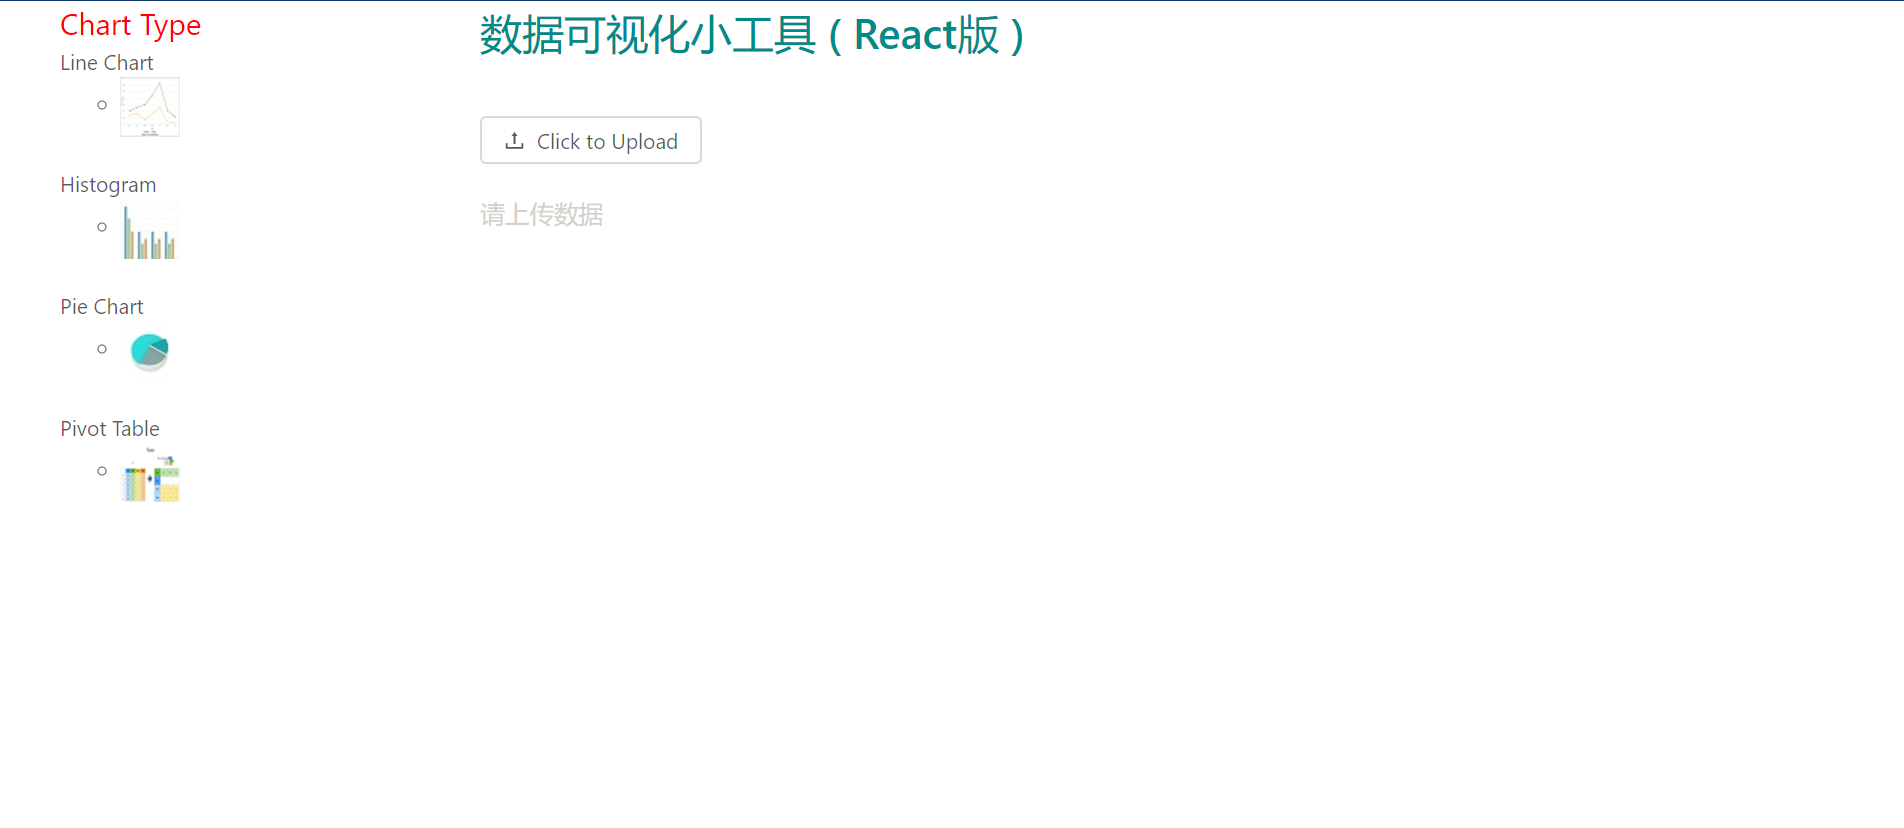 Chart Type
Line Chart
Histogram
Pie Chart
Pivot Table
数据可视化小工具（React版）
Click to Upload
请上传数据